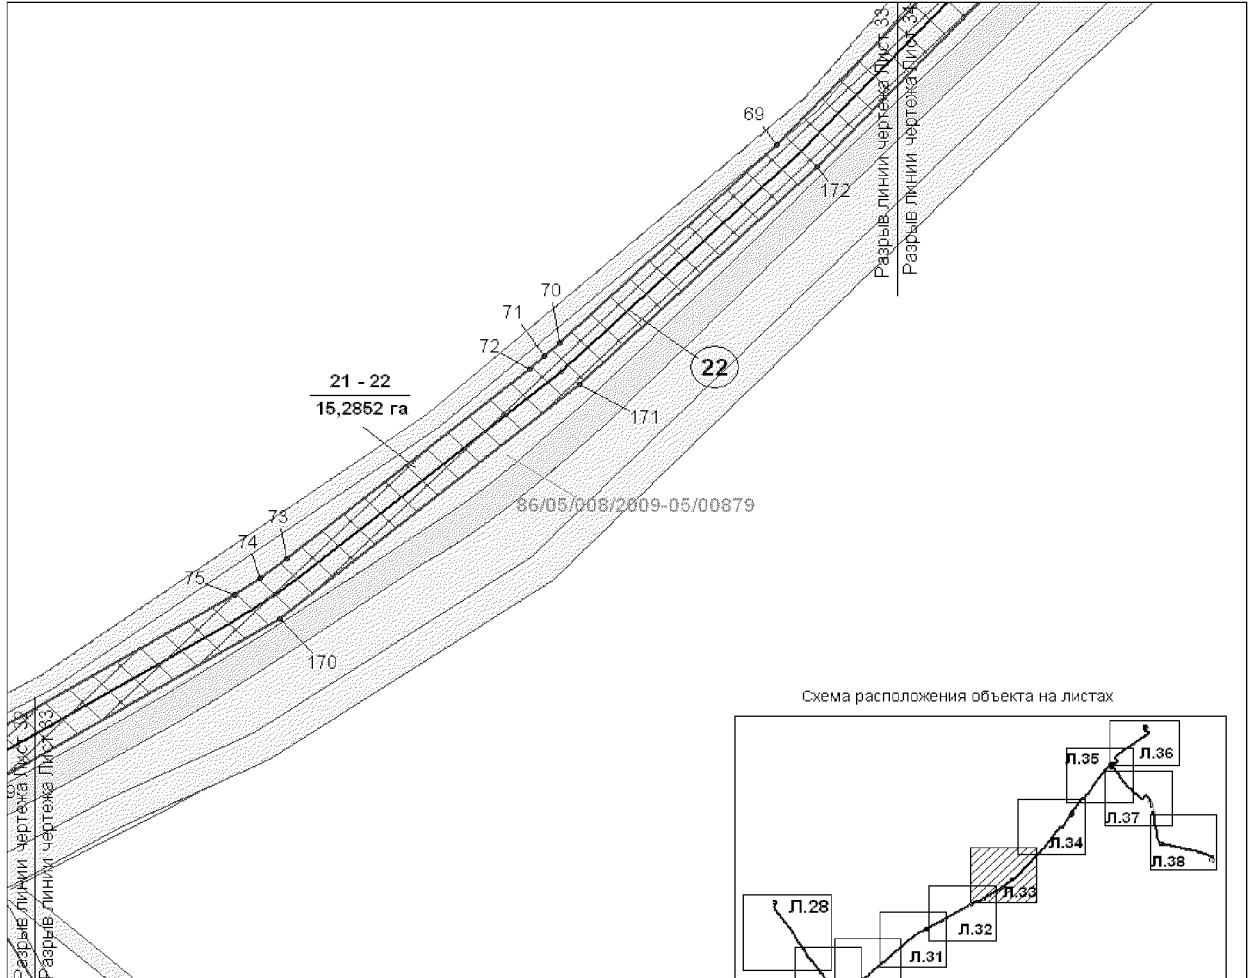 Разрыв линии чертежа Лист 33
Разрыв линии чертежа Лист 34
69
172
70
71
72
22
21 - 22
15,2852 га
171
86/05/008/2009-05/00879
73
74
75
170
Разрыв линии чертежа Лист 32
Разрыв линии чертежа Лист 33
Схема расположения объекта на листах
Л.36
Л.35
Л.37
Л.34
Л.38
Л.33
Л.28
Л.32
Л.31